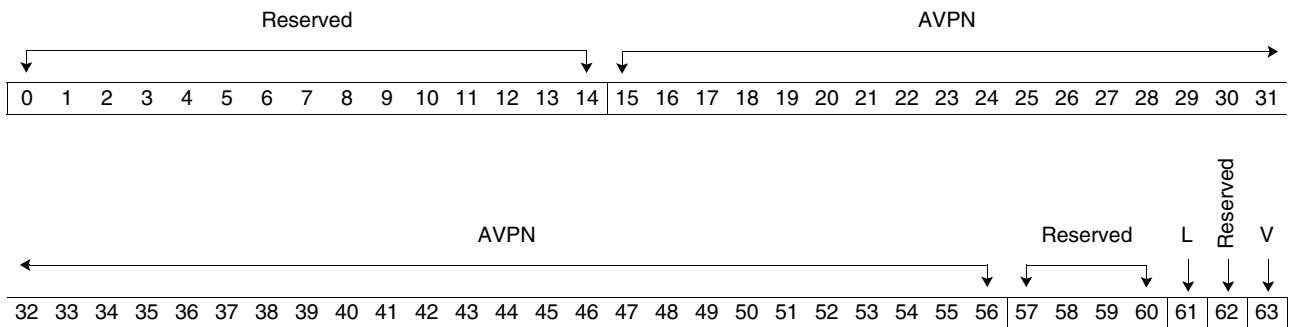 Reserved AVPN
0 1 2 3 4 5 6 7 8 9 10 11 12 13 14 15 16 17 18 19 20 21 22 23 24 25 26 27 28 29 30 31
Reserved
AVPN Reserved L V
32 33 34 35 36 37 38 39 40 41 42 43 44 45 46 47 48 49 50 51 52 53 54 55 56 57 58 59 60 61 62 63